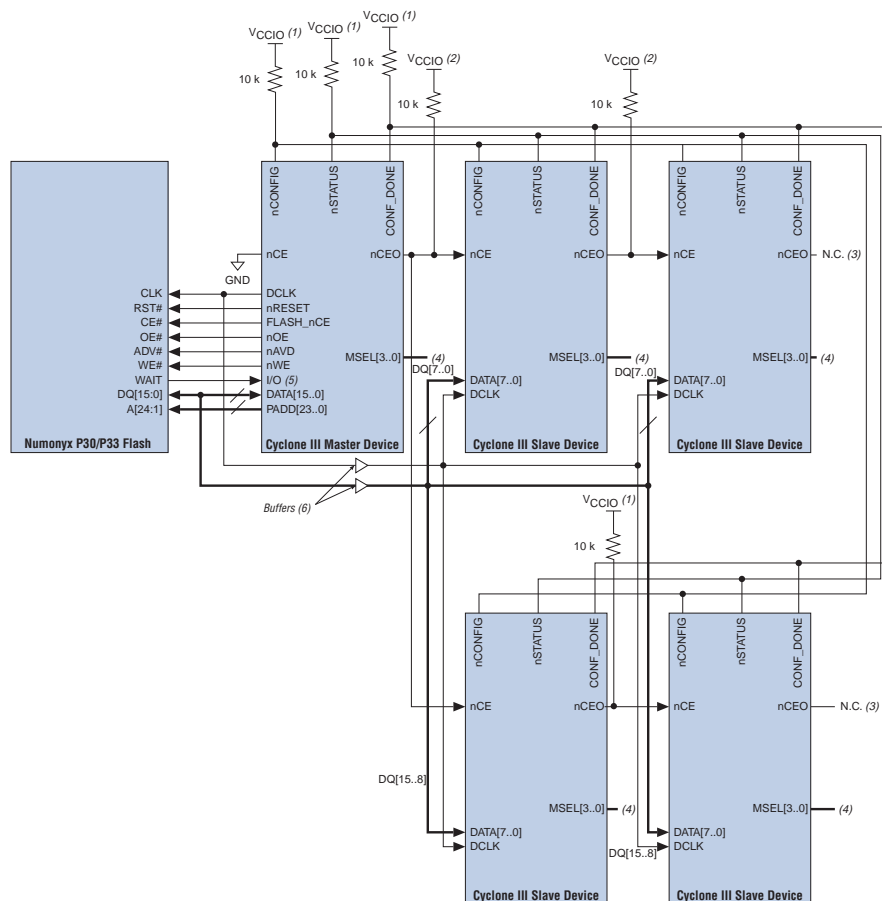 VCCIO (1)
VCCIO (1)
VCCIO (1)
VCCIO (2)
VCCIO (2)
10 k
10 k
10 k
10 k
10 k
nCONFIG
nSTATUS
CONF_DONE
nCONFIG
nSTATUS
CONF_DONE
nCONFIG
nSTATUS
CONF_DONE
nCE
nCEO
nCE
nCEO
nCE
nCEO
N.C. (3)
GND
CLK
DCLK
RST#
nRESET
CE#
FLASH_nCE
OE#
nOE
ADV#
nAVD
WE#
nWE
WAIT
I/O (5)
DQ[15:0]
DATA[15..0]
A[24:1]
PADD[23..0]
MSEL[3..0]
(4)
DQ[7..0]
DATA[7..0]
DCLK
MSEL[3..0]
(4)
DQ[7..0]
DATA[7..0]
DCLK
MSEL[3..0]
(4)
Numonyx P30/P33 Flash
Cyclone III Master Device
Cyclone III Slave Device
Cyclone III Slave Device
Buffers (6)
VCCIO (1)
10 k
nCONFIG
nSTATUS
CONF_DONE
nCONFIG
nSTATUS
CONF_DONE
nCE
nCEO
nCE
nCEO
N.C. (3)
DQ[15..8]
MSEL[3..0]
(4)
MSEL[3..0]
(4)
DATA[7..0]
DCLK
DQ[15..8]
DATA[7..0]
DCLK
Cyclone III Slave Device
Cyclone III Slave Device